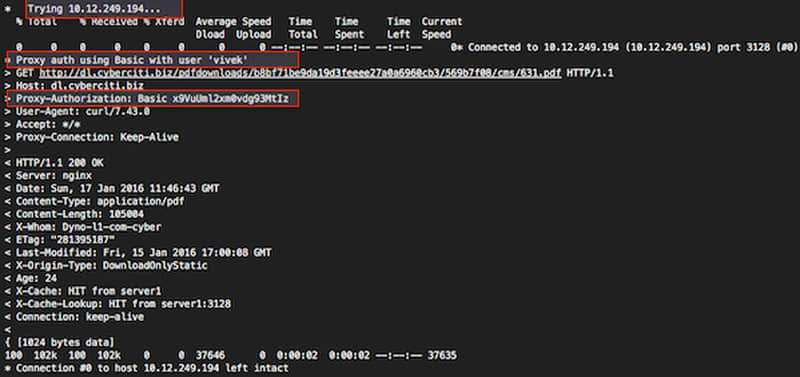 * Trying 10.12.249.194...
% Total % Received % Xferd Average Speed Time Time Time Current
Dload Upload Total Spent Left Speed
0 0 0 0 0 0 0 0 --:--:-- --:--:-- --:--:-- 0* Connected to 10.12.249.194 (10.12.249.194) port 3128 (#0)
* Proxy auth using Basic with user 'vivek'
> GET http://dl.cyberciti.biz/pdfdownloads/b8bf71be9da19d3feeee27a0a6960cb3/569b7f08/cms/631.pdf HTTP/1.1
> Host: dl.cyberciti.biz
> Proxy-Authorization: Basic x9VuUml2xm0vdg93MtIz
> User-Agent: curl/7.43.0
> Accept: */*
> Proxy-Connection: Keep-Alive
>
< HTTP/1.1 200 OK
< Server: nginx
< Date: Sun, 17 Jan 2016 11:46:43 GMT
< Content-Type: application/pdf
< Content-Length: 105004
< X-Whom: Dyno-l1-com-cyber
< ETag: "281395187"
< Last-Modified: Fri, 15 Jan 2016 17:00:08 GMT
< X-Origin-Type: DownloadOnlyStatic
< Age: 24
< X-Cache: HIT from server1
< X-Cache-Lookup: HIT from server1:3128
< Connection: keep-alive
<
{ [1024 bytes data]
100 102k 100 102k 0 0 37646 0 0:00:02 0:00:02 --:--:-- 37635
* Connection #0 to host 10.12.249.194 left intact